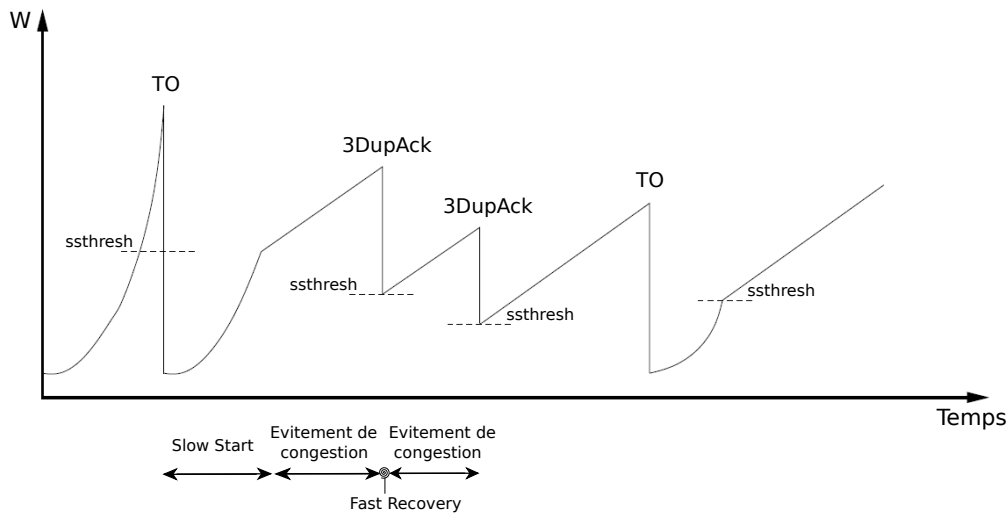 W
TO
3DupAck
3DupAck
TO
ssthresh
ssthresh
ssthresh
ssthresh
Temps
Slow Start
Evitement de
congestion
Evitement de
congestion
Fast Recovery